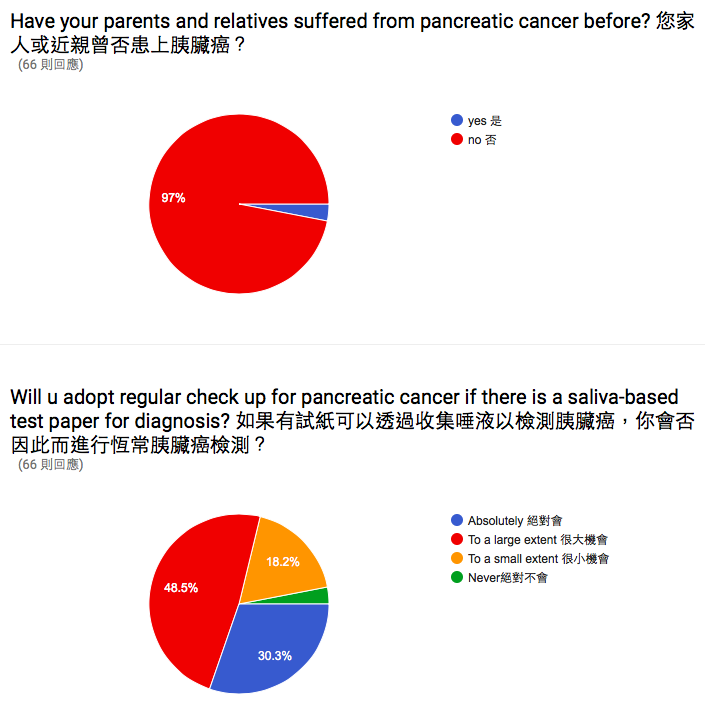 Have your parents and relatives suffered from pancreatic cancer before? 您家
人或近親曾否患上胰臟癌？
(66 則回應)
97%
yes 是
no 否
Will u adopt regular check up for pancreatic cancer if there is a saliva-based
test paper for diagnosis? 如果有試紙可以透過收集唾液以檢測胰臟癌，你會否
因此而進行恆常胰臟癌檢測？
(66 則回應)
18.2%
48.5%
30.3%
Absolutely 絕對會
To a large extent 很大機會
To a small extent 很小機會
Never絕對不會